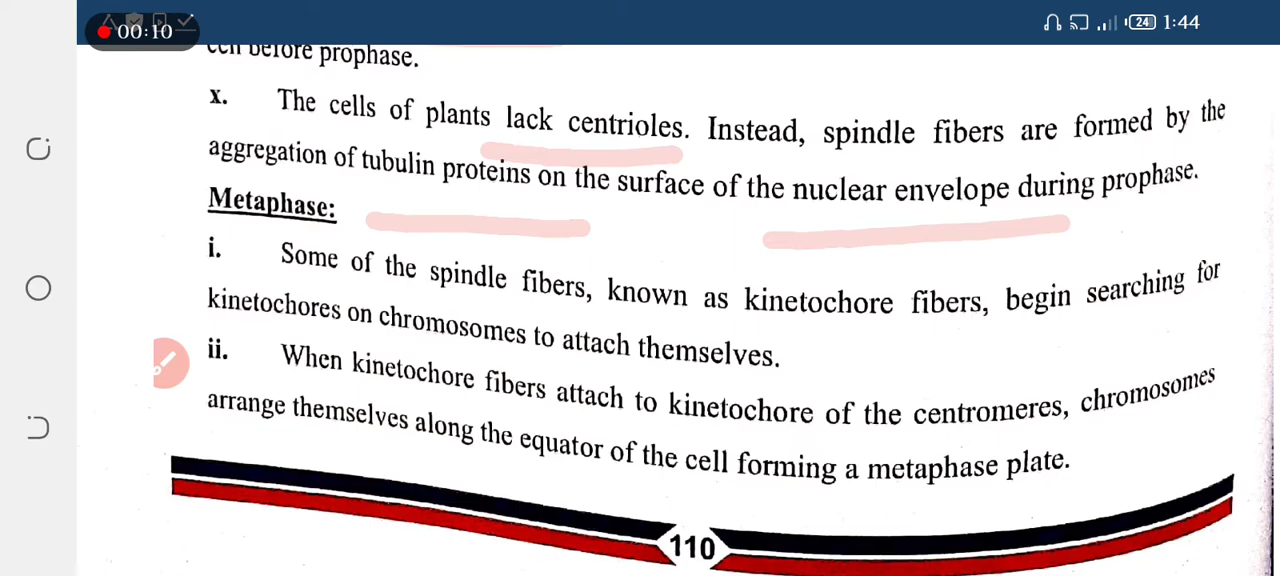 00:10
24 1:44
cell before prophase.
x. The cells of plants lack centrioles. Instead, spindle fibers are formed by the
aggregation of tubulin proteins on the surface of the nuclear envelope during prophase.
Metaphase:
i. Some of the spindle fibers, known as kinetochore fibers, begin searching for
kinetochores on chromosomes to attach themselves.
ii. When kinetochore fibers attach to kinetochore of the centromeres, chromosomes
arrange themselves along the equator of the cell forming a metaphase plate.
110